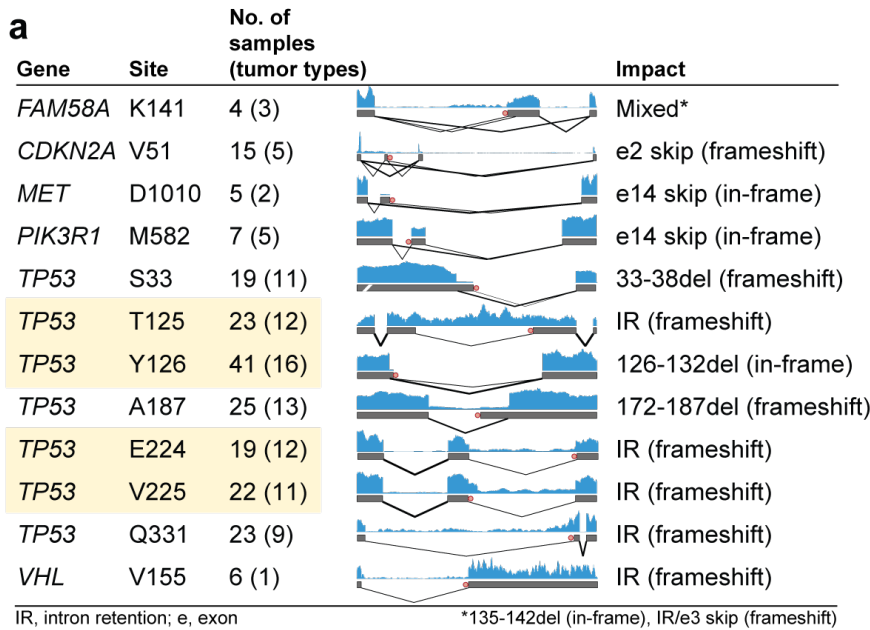 a
No. of
samples
Gene Site (tumor types) Impact
FAM58A K141 4 (3) Mixed*
CDKN2A V51 15 (5) e2 skip (frameshift)
MET D1010 5 (2) e14 skip (in-frame)
PIK3R1 M582 7 (5) e14 skip (in-frame)
TP53 S33 19 (11) 33-38del (frameshift)
TP53 T125 23 (12) IR (frameshift)
TP53 Y126 41 (16) 126-132del (in-frame)
TP53 A187 25 (13) 172-187del (frameshift)
TP53 E224 19 (12) IR (frameshift)
TP53 V225 22 (11) IR (frameshift)
TP53 Q331 23 (9) IR (frameshift)
VHL V155 6 (1) IR (frameshift)
IR, intron retention; e, exon *135-142del (in-frame), IR/e3 skip (frameshift)